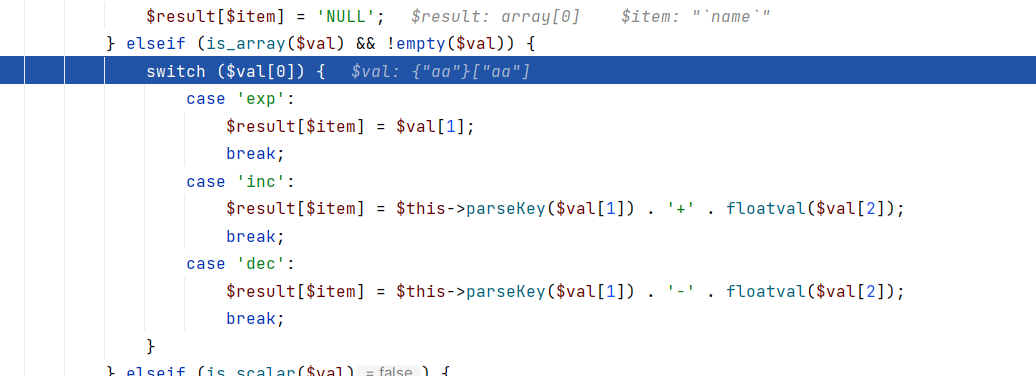 $result[$item] = 'NULL';   $result: array[0]    $item: "`name`"
} elseif (is_array($val) && !empty($val)) {
switch ($val[0]) {   $val: {"aa"}["aa"]
case 'exp':
$result[$item] = $val[1];
break;
case 'inc':
$result[$item] = $this->parseKey($val[1]) . '+' . floatval($val[2]);
break;
case 'dec':
$result[$item] = $this->parseKey($val[1]) . '-' . floatval($val[2]);
break;
}
} elseif (is_scalar($val) = false ) {